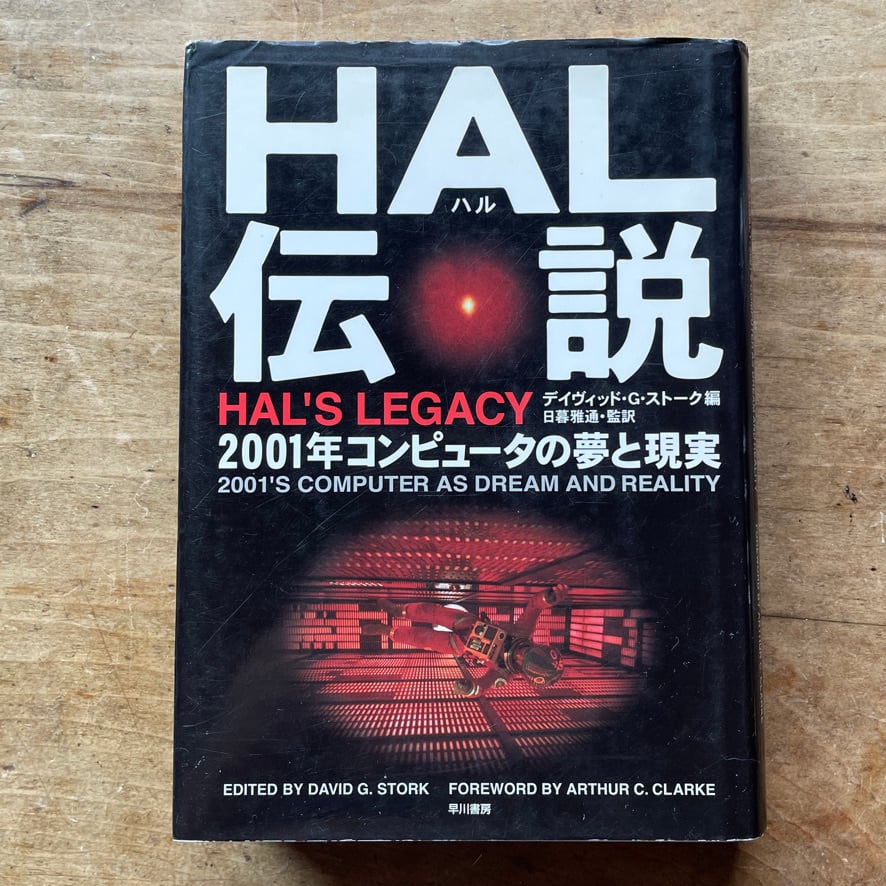 HAL
ハル
伝説
HAL'S LEGACY
デイヴィッド・G・ストーク編
日暮雅通・監訳
2001年コンピュータの夢と現実
2001'S COMPUTER AS DREAM AND REALITY
EDITED BY DAVID G. STORK FOREWORD BY ARTHUR C. CLARKE
早川書房